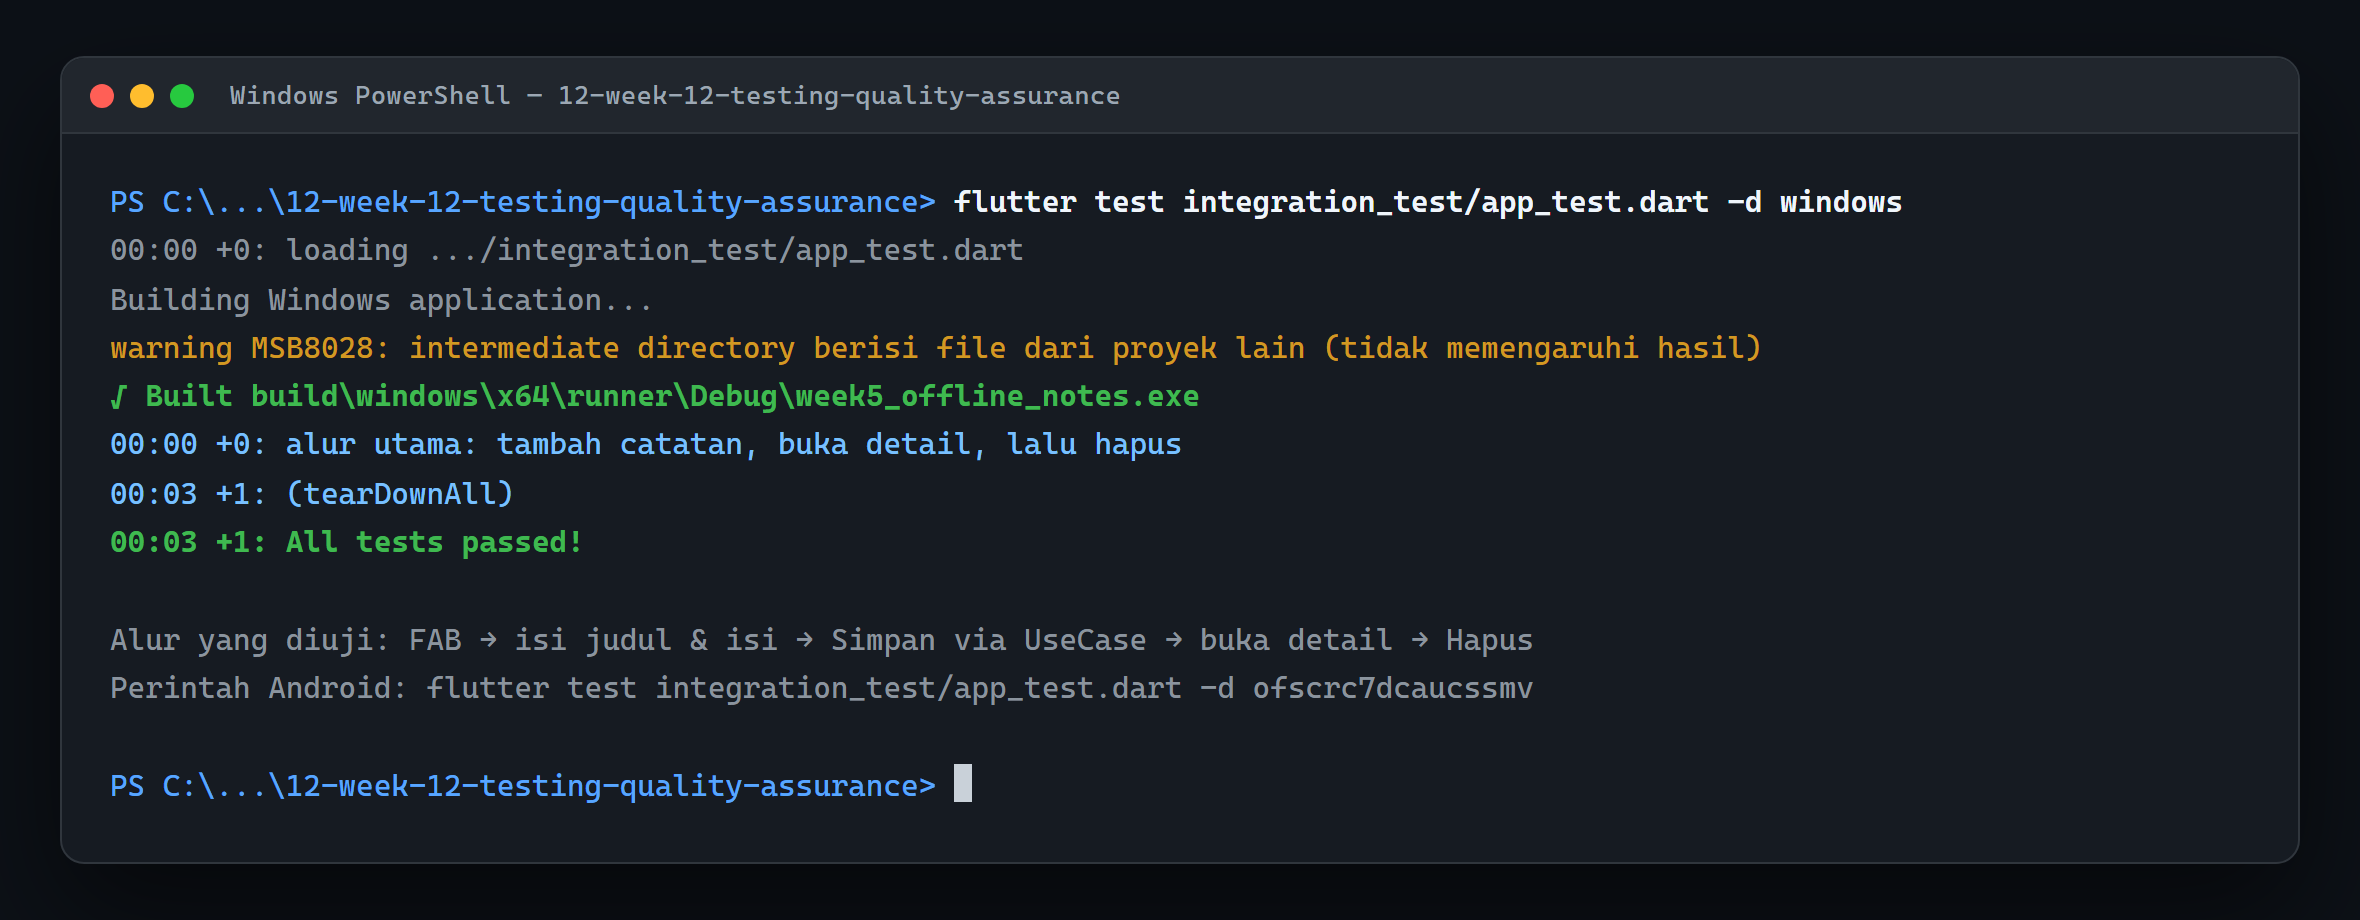 Windows PowerShell — 12-week-12-testing-quality-assurance
PS C:\...\12-week-12-testing-quality-assurance> flutter test integration_test/app_test.dart -d windows
00:00 +0: loading .../integration_test/app_test.dart
Building Windows application...
warning MSB8028: intermediate directory berisi file dari proyek lain (tidak memengaruhi hasil)
√ Built build\windows\x64\runner\Debug\week5_offline_notes.exe
00:00 +0: alur utama: tambah catatan, buka detail, lalu hapus
00:03 +1: (tearDownAll)
00:03 +1: All tests passed!
Alur yang diuji: FAB → isi judul & isi → Simpan via UseCase → buka detail → Hapus
Perintah Android: flutter test integration_test/app_test.dart -d ofscrc7dcaucssmv
PS C:\...\12-week-12-testing-quality-assurance>